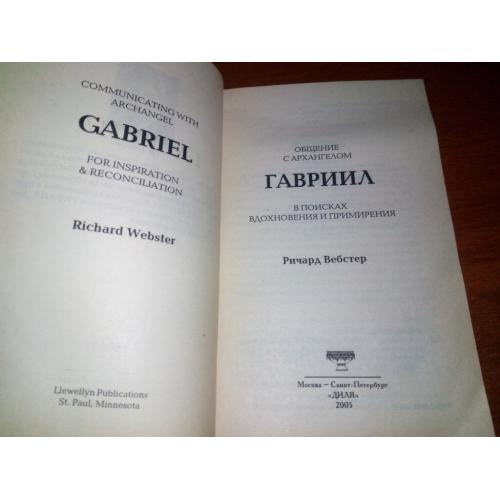 COMMUNICATING WITH
ARCHANGEL
GABRIEL
FOR INSPIRATION
& RECONCILIATION
Richard Webster
Llewellyn Publications
St. Paul, Minnesota
ОБЩЕНИЕ
С АРХАНГЕЛОМ
ГАВРИИЛ
В ПОИСКАХ
ВДОХНОВЕНИЯ И ПРИМИРЕНИЯ
Ричард Вебстер
Москва — Санкт-Петербург
«ДИЛЯ»
2005